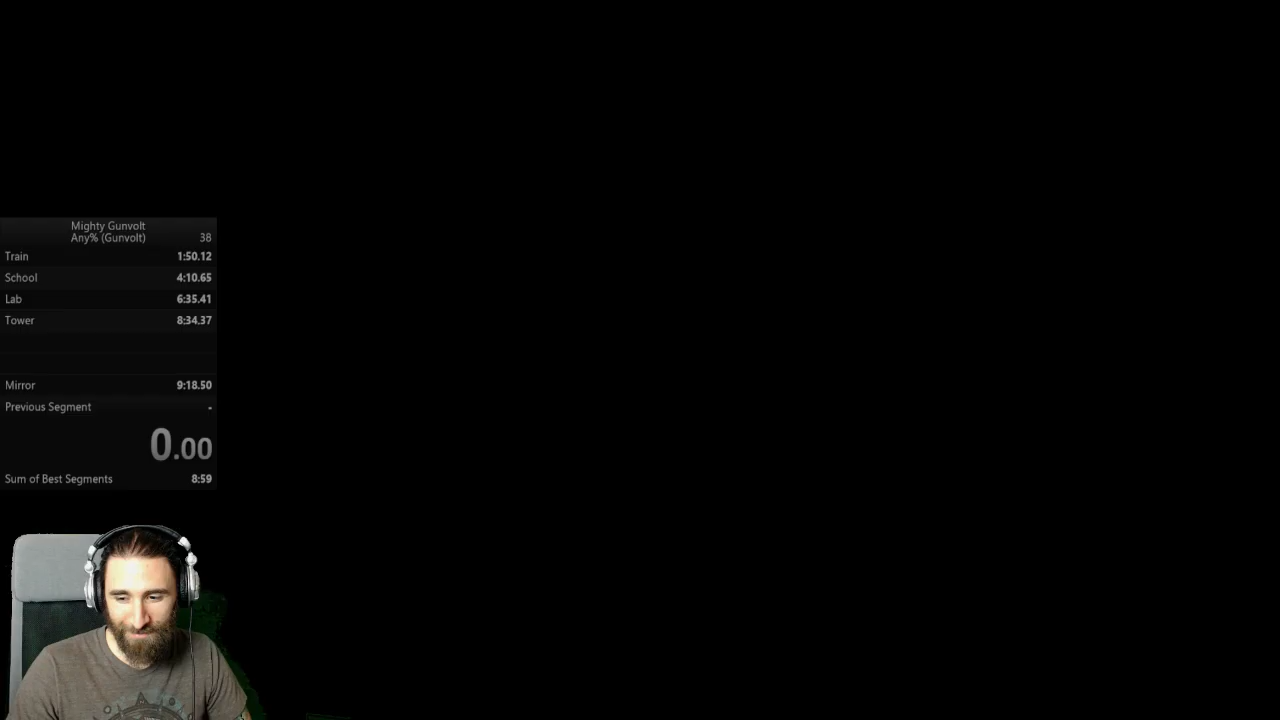 Mighty Gunvolt
Any% (Gunvolt) 38
Train 1:50.12
School 4:10.65
Lab 6:35.41
Tower 8:34.37
Mirror 9:18.50
Previous Segment -
0.00
Sum of Best Segments 8:59